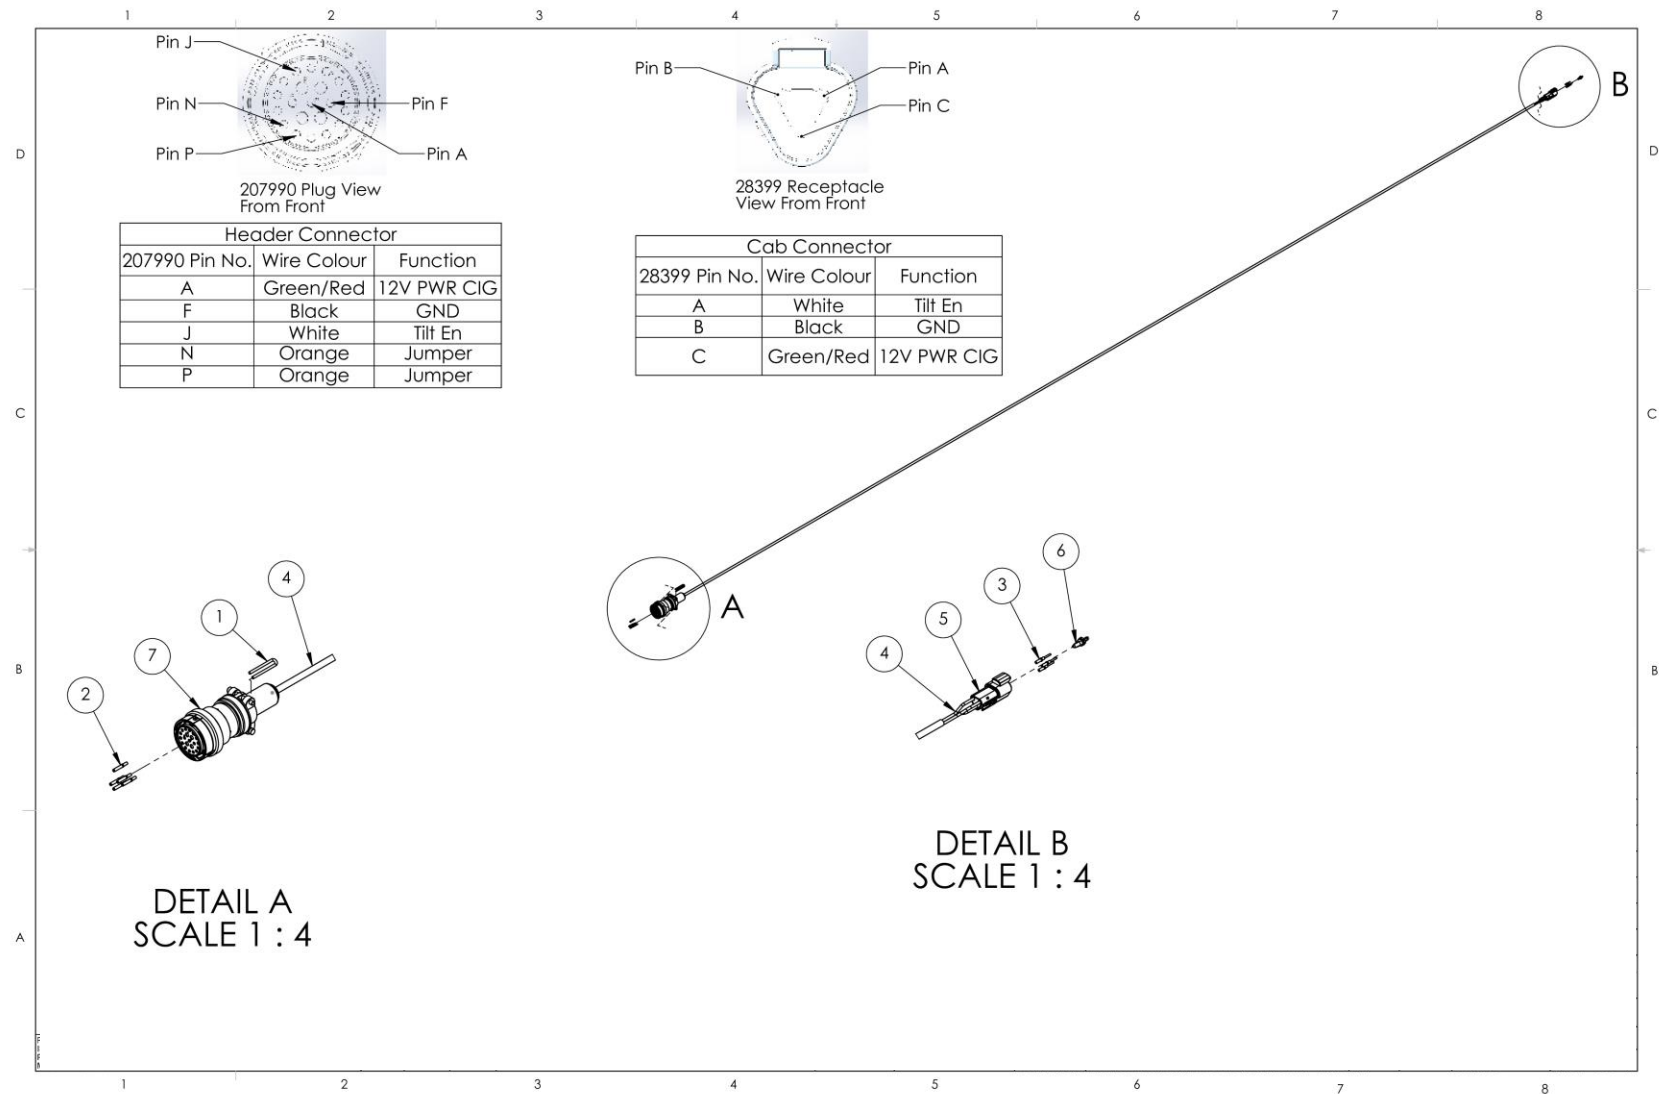 1 2 3 4 5 6 7 8
Pin J
Pin N
Pin P
Pin F
Pin A
207990 Plug View
From Front
Pin B
Pin A
Pin C
28399 Receptacle
View From Front
B
D D
Header Connector
207990 Pin No. Wire Colour Function
A Green/Red 12V PWR CIG
F Black GND
J White Tilt En
N Orange Jumper
P Orange Jumper
Cab Connector
28399 Pin No. Wire Colour Function
A White Tilt En
B Black GND
C Green/Red 12V PWR CIG
C C
A
4
1
7
2
6
3
5
4
B B
DETAIL A
SCALE 1 : 4
DETAIL B
SCALE 1 : 4
A A
1 2 3 4 5 6 7 8